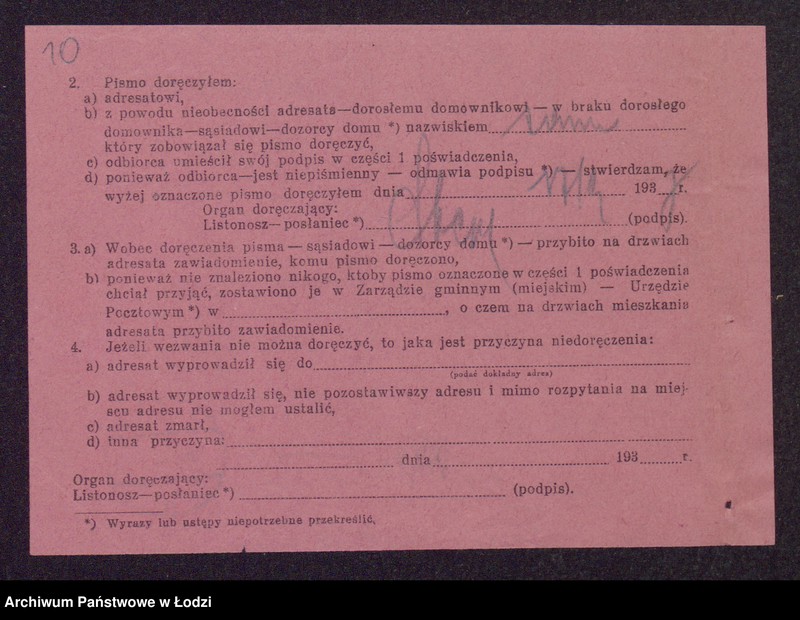 10
2. Pismo doręczyłem:
a) adresatowi,
b) z powodu nieobecności adresata—dorosłemu domownikowi — w braku dorosłego
domownika—sąsiadowi—dozorcy domu *) nazwiskiem
który zobowiązał się pismo doręczyć,
c) odbiorca umieścił swój podpis w części 1 poświadczenia,
d) ponieważ odbiorca—jest niepiśmienny — odmawia podpisu *) — stwierdzam, że
wyżej oznaczone pismo doręczyłem dnia 193 r.
Organ doręczający:
Listonosz—posłaniec *) (podpis).
3. a) Wobec doręczenia pisma — sąsiadowi — dozorcy domu *) — przybito na drzwiach
adresata zawiadomienie, komu pismo doręczono,
b) ponieważ nie znaleziono nikogo, ktoby pismo oznaczone w części 1 poświadczenia
chciał przyjąć, zostawiono je w Zarządzie gminnym (miejskim) — Urzędzie
Pocztowym *) w , o czem na drzwiach mieszkania
adresata przybito zawiadomienie.
4. Jeżeli wezwania nie można doręczyć, to jaka jest przyczyna niedoręczenia:
a) adresat wyprowadził się do
(podać dokładny adres)
b) adresat wyprowadził się, nie pozostawiwszy adresu i mimo rozpytania na miej-
scu adresu nie mogłem ustalić,
c) adresat zmarł,
d) inna przyczyna:
dnia 193 r.
Organ doręczający:
Listonosz—posłaniec *) (podpis).
*) Wyrazy lub ustępy niepotrzebne przekreślić.
Archiwum Państwowe w Łodzi